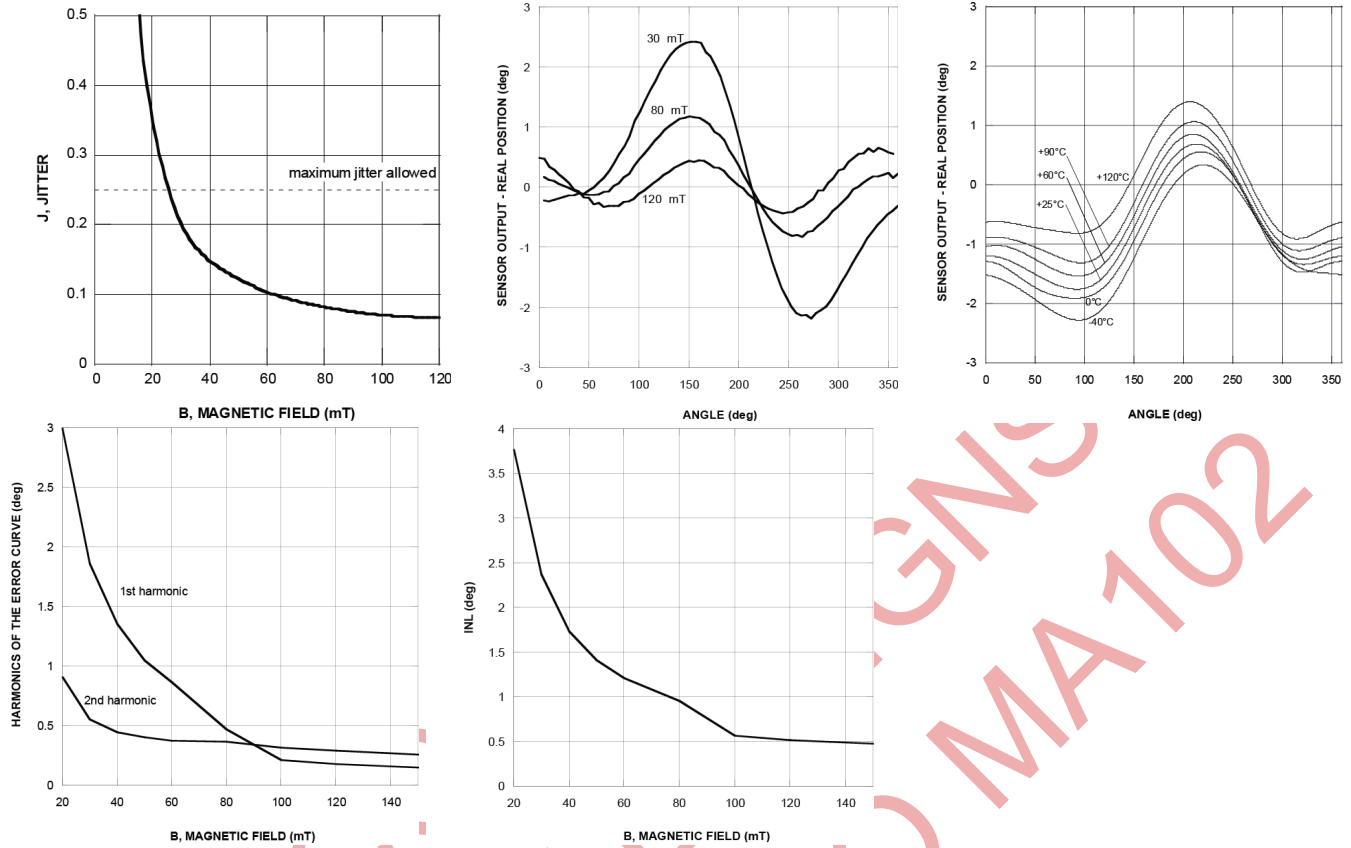 0.5
0.4
0.3
0.2
0.1
0
J, JITTER
maximum jitter allowed
0 20 40 60 80 100 120
B, MAGNETIC FIELD (mT)
3
2
1
0
-1
-2
-3
SENSOR OUTPUT - REAL POSITION (deg)
30 mT
80 mT
120 mT
0 50 100 150 200 250 300 350
ANGLE (deg)
3
2
1
0
-1
-2
-3
SENSOR OUTPUT - REAL POSITION (deg)
+90°C
+120°C
+60°C
+25°C
0°C
-40°C
0 50 100 150 200 250 300 350
ANGLE (deg)
3
2.5
2
1.5
1
0.5
0
HARMONICS OF THE ERROR CURVE (deg)
1st harmonic
2nd harmonic
20 40 60 80 100 120 140
B, MAGNETIC FIELD (mT)
4
3.5
3
2.5
2
1.5
1
0.5
0
INL (deg)
20 40 60 80 100 120 140
B, MAGNETIC FIELD (mT)
MA102